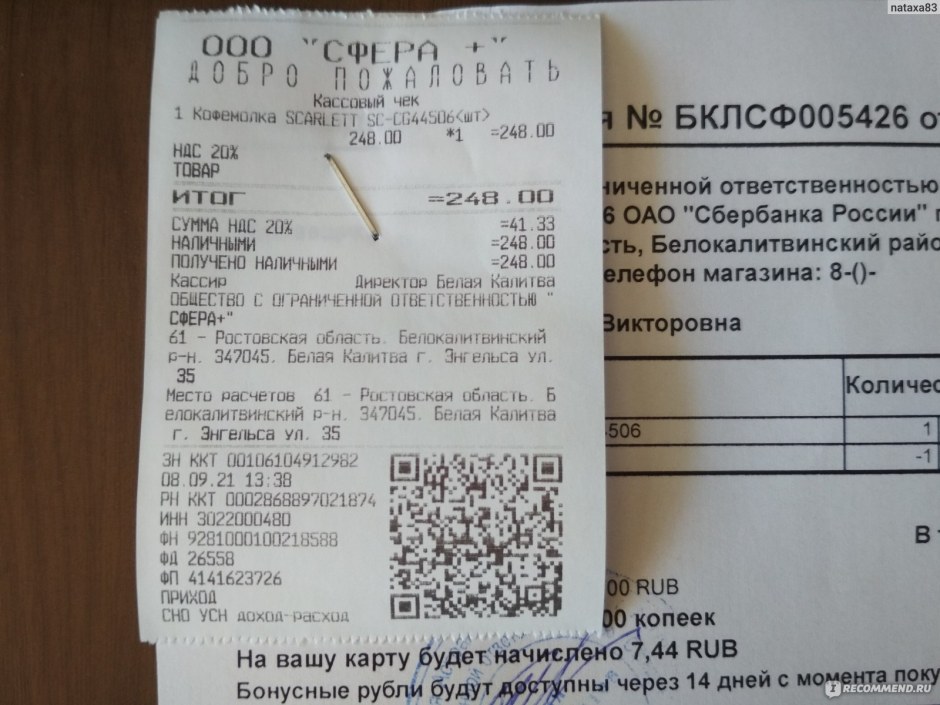 nataxa83
ООО "СФЕРА +"
ДОБРО ПОЖАЛОВАТЬ
Кассовый чек
1 Кофемолка SCARLETT SC-CG44506<шт>
248.00 *1 =248.00
НДС 20%
ТОВАР
ИТОГ =248.00
СУММА НДС 20% =41.33
НАЛИЧНЫМИ =248.00
ПОЛУЧЕНО НАЛИЧНЫМИ =248.00
Кассир Директор Белая Калитва
ОБЩЕСТВО С ОГРАНИЧЕННОЙ ОТВЕТСТВЕННОСТЬЮ "
СФЕРА+"
61 - Ростовская область. Белокалитвинский
р-н. 347045. Белая Калитва г. Энгельса ул.
35
Место расчетов 61 - Ростовская область. Б
елокалитвинский р-н. 347045. Белая Калитва
г. Энгельса ул. 35
ЗН ККТ 00106104912982
08.09.21 13:38
РН ККТ 0002868897021874
ИНН 3022000480
ФН 9281000100218588
ФД 26558
ФП 4141623726
ПРИХОД
СНО УСН доход-расход
я № БКЛСФ005426 от
ниченной ответственностью
6 ОАО "Сбербанка России" г
сть, Белокалитвинский райо
елефон магазина: 8-()-
Викторовна
Количес
506 1
-1
В
00 RUB
00 копеек
На вашу карту будет начислено 7,44 RUB
Бонусные рубли будут доступны через 14 дней с момента поку
IRECOMMEND.RU